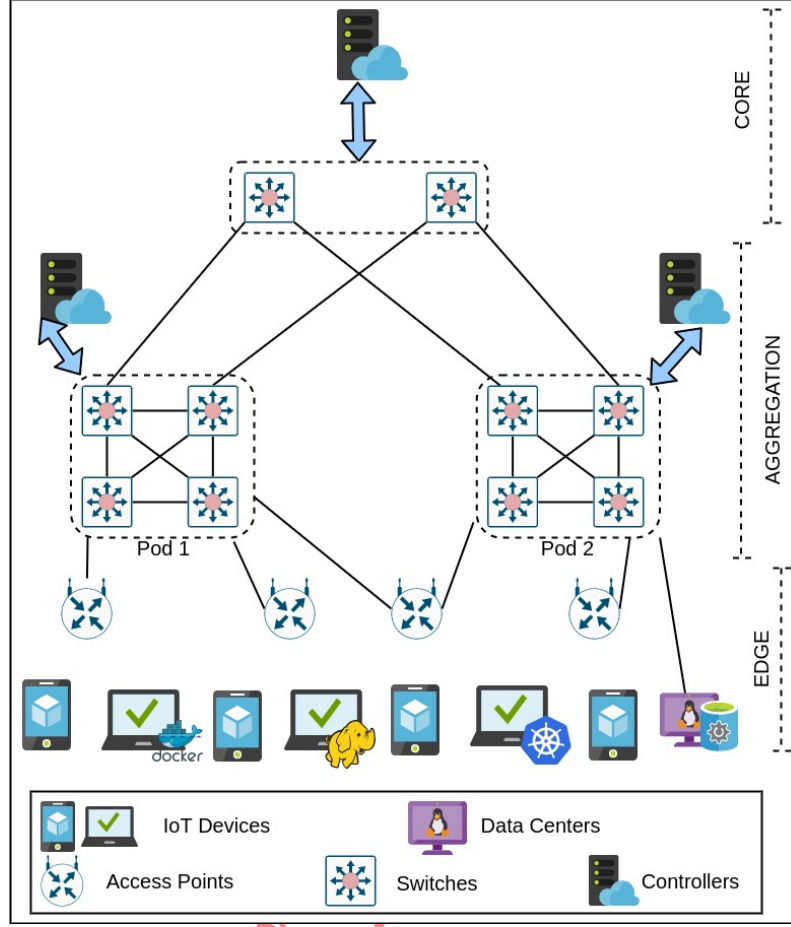 CORE
AGGREGATION
Pod 1
Pod 2
EDGE
docker
IoT Devices
Data Centers
Access Points
Switches
Controllers